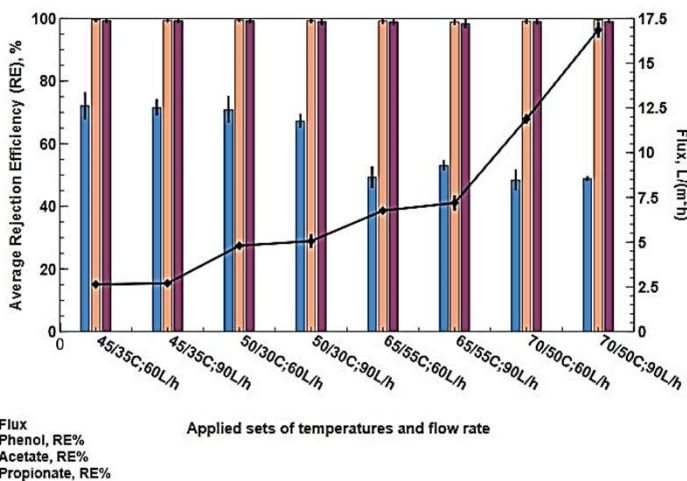 Average Rejection Efficiency (RE), %
100
80
60
40
20
0
0
17.5
15
12.5
10
7.5
5
2.5
0
Flux, L/(m²h)
45/35C;60L/h
45/35C;90L/h
50/30C;60L/h
50/30C;90L/h
65/55C;60L/h
65/55C;90L/h
70/50C;60L/h
70/50C;90L/h
Applied sets of temperatures and flow rate
Flux
Phenol, RE%
Acetate, RE%
Propionate, RE%